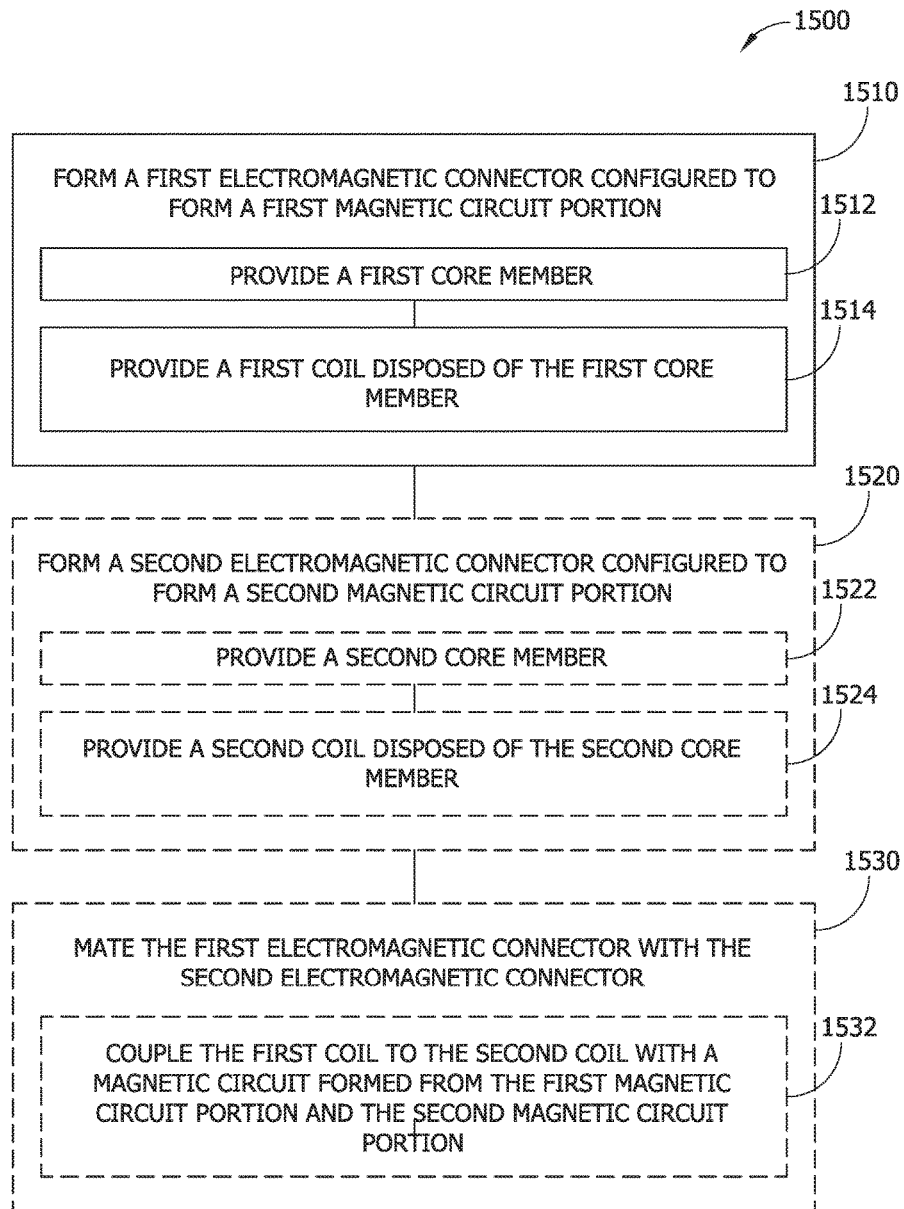 1500
1510
FORM A FIRST ELECTROMAGNETIC CONNECTOR CONFIGURED TO
FORM A FIRST MAGNETIC CIRCUIT PORTION
1512
PROVIDE A FIRST CORE MEMBER
1514
PROVIDE A FIRST COIL DISPOSED OF THE FIRST CORE
MEMBER
1520
FORM A SECOND ELECTROMAGNETIC CONNECTOR CONFIGURED TO
FORM A SECOND MAGNETIC CIRCUIT PORTION
1522
PROVIDE A SECOND CORE MEMBER
1524
PROVIDE A SECOND COIL DISPOSED OF THE SECOND CORE
MEMBER
1530
MATE THE FIRST ELECTROMAGNETIC CONNECTOR WITH THE
SECOND ELECTROMAGNETIC CONNECTOR
1532
COUPLE THE FIRST COIL TO THE SECOND COIL WITH A
MAGNETIC CIRCUIT FORMED FROM THE FIRST MAGNETIC
CIRCUIT PORTION AND THE SECOND MAGNETIC CIRCUIT
PORTION